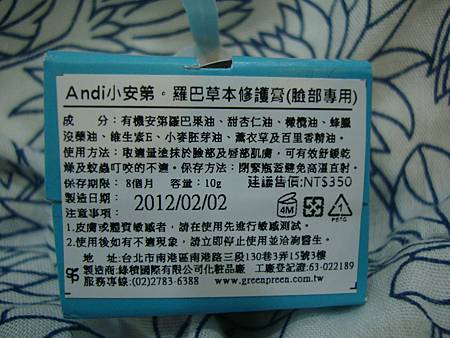 Andi小安第。羅巴草本修護膏(臉部專用)
成 分：有機安第羅巴果油、甜杏仁油、橄欖油、蜂臘
沒藥油、維生素E、小麥胚芽油、薰衣草及百里香精油。
使用方法：取適量塗抹於臉部及唇部肌膚，可有效舒緩乾
燥及蚊蟲叮咬的不適。保存方法：閉緊瓶蓋避免高溫直射。
保存期限：8個月 容量：10g 建議售價:NT$350
製造日期： 2012/02/02
注意事項： 4M 1 PETG
1.皮膚或體質敏感者，請在使用先進行敏感測試。
2.使用後如有不適現象，請立即停止使用並洽詢醫生。
地 址:台北市南港區南港路三段130巷3弄15號3樓
製造商:綠積國際有限公司化粧品廠 工廠登記證:63-022189
服務專線:(02)2783-6388 www.greenpreen.com.tw